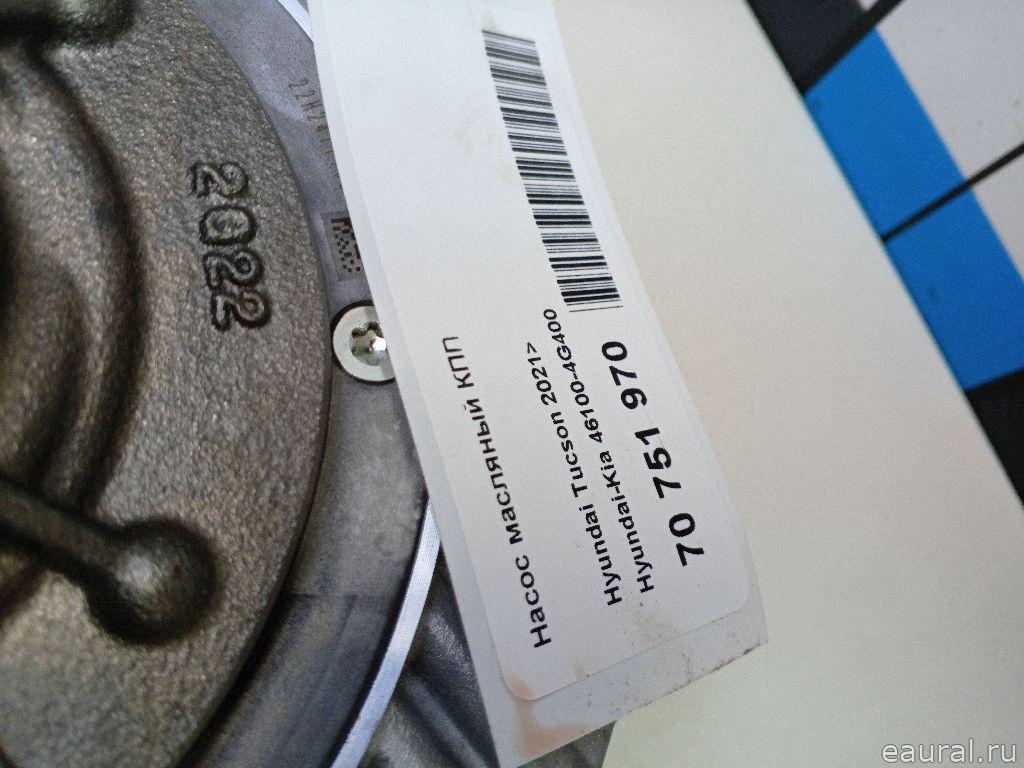 2022
Насос масляный КПП
Hyundai Tucson 2021>
Hyundai-Kia 46100-4G400
70 751 970
eaural.ru